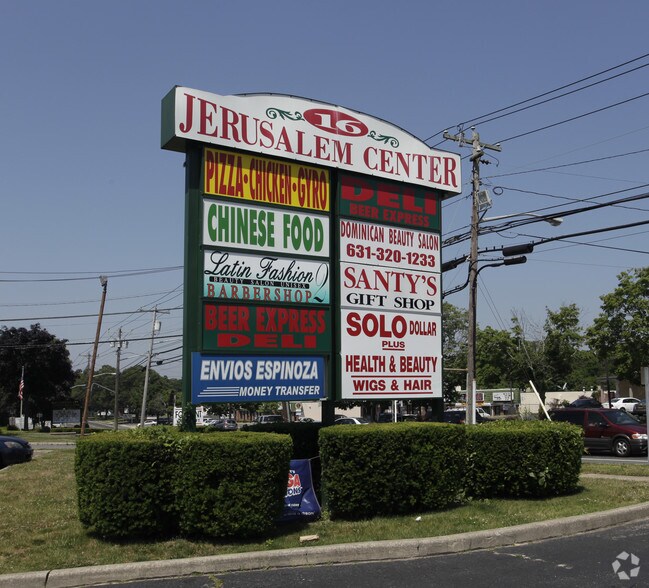 16
JERUSALEM CENTER
PIZZA-CHICKEN-GYRO
CHINESE FOOD
Latin Fashion 2
BEAUTY SALON UNISEX
BARBERSHOP
BEER EXPRESS
DELI
ENVIOS ESPINOZA
MONEY TRANSFER
DELI
BEER EXPRESS
DOMINICAN BEAUTY SALON
631-320-1233
SANTY'S
GIFT SHOP
SOLO DOLLAR
PLUS
HEALTH & BEAUTY
WIGS & HAIR